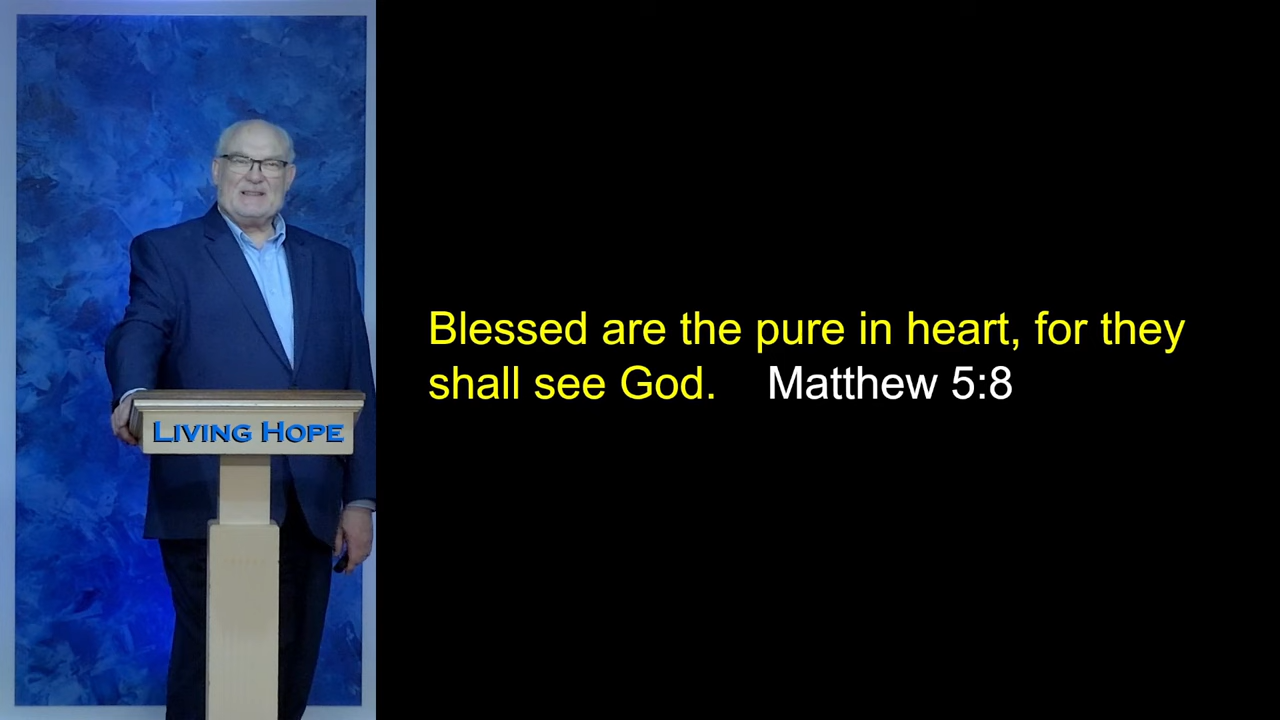 Blessed are the pure in heart, for they
shall see God. Matthew 5:8
LIVING HOPE